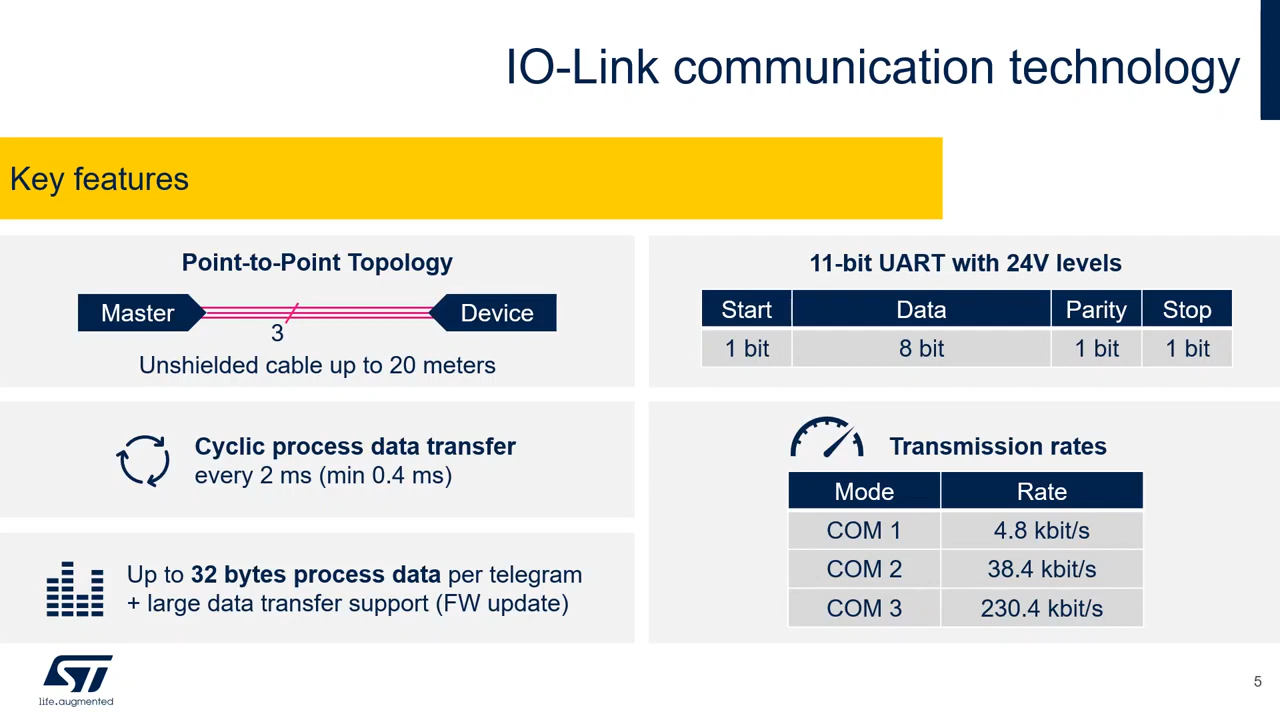 IO-Link communication technology
Key features
Point-to-Point Topology
Master
Device
3
Unshielded cable up to 20 meters
11-bit UART with 24V levels
Start Data Parity Stop
1 bit 8 bit 1 bit 1 bit
Cyclic process data transfer
every 2 ms (min 0.4 ms)
Up to 32 bytes process data per telegram
+ large data transfer support (FW update)
Transmission rates
Mode Rate
COM 1 4.8 kbit/s
COM 2 38.4 kbit/s
COM 3 230.4 kbit/s
ST
life.augmented
5